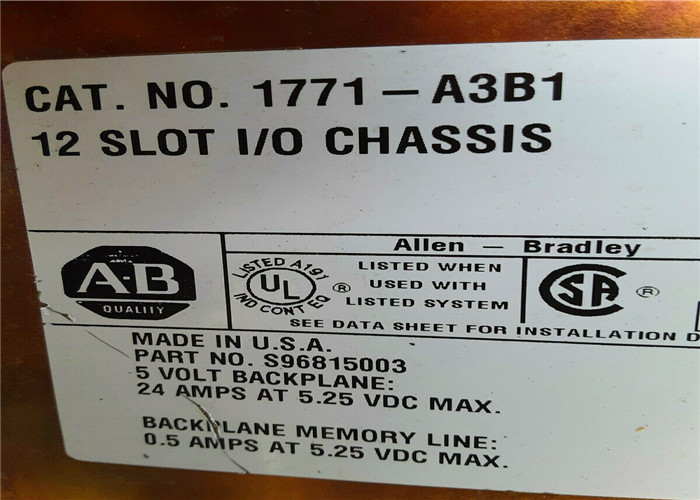 CAT. NO. 1771-A3B1
12 SLOT I/O CHASSIS
Allen - Bradley
A-B
QUALITY
LISTED A191
UL
IND CONT EQ
®
LISTED WHEN
USED WITH
LISTED SYSTEM
SA
®
SEE DATA SHEET FOR INSTALLATION D
MADE IN U.S.A.
PART NO. S96815003
5 VOLT BACKPLANE:
24 AMPS AT 5.25 VDC MAX.
BACKPLANE MEMORY LINE:
0.5 AMPS AT 5.25 VDC MAX.